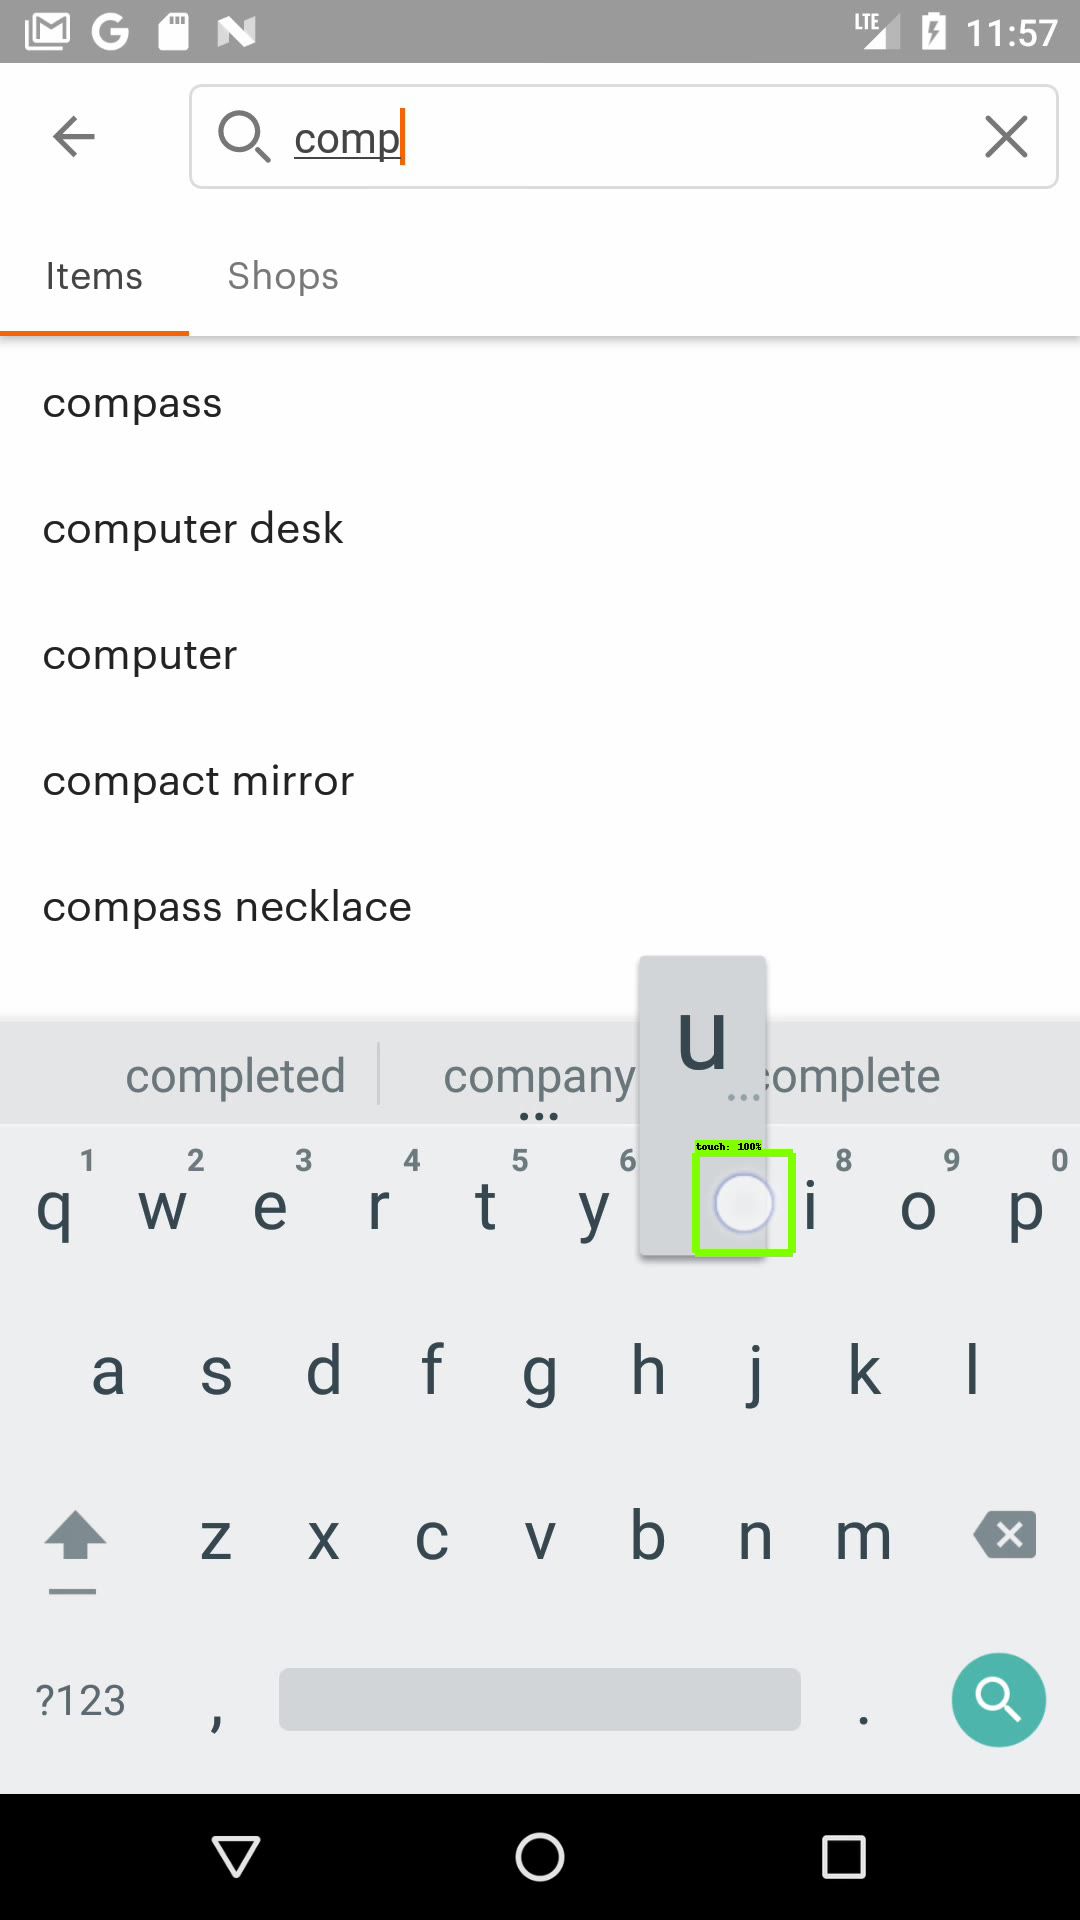 LTE 11:57
comp
Items Shops
compass
computer desk
computer
compact mirror
compass necklace
u
completed company complete
touch: 100%
1 2 3 4 5 6 8 9 0
q w e r t y i o p
a s d f g h j k l
z x c v b n m
?123 , .